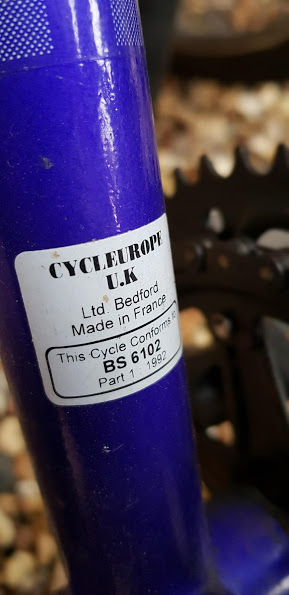 CYCLEUROPE
U.K
Ltd. Bedford
Made in France
This Cycle Conforms to
BS 6102
Part 1 : 1992